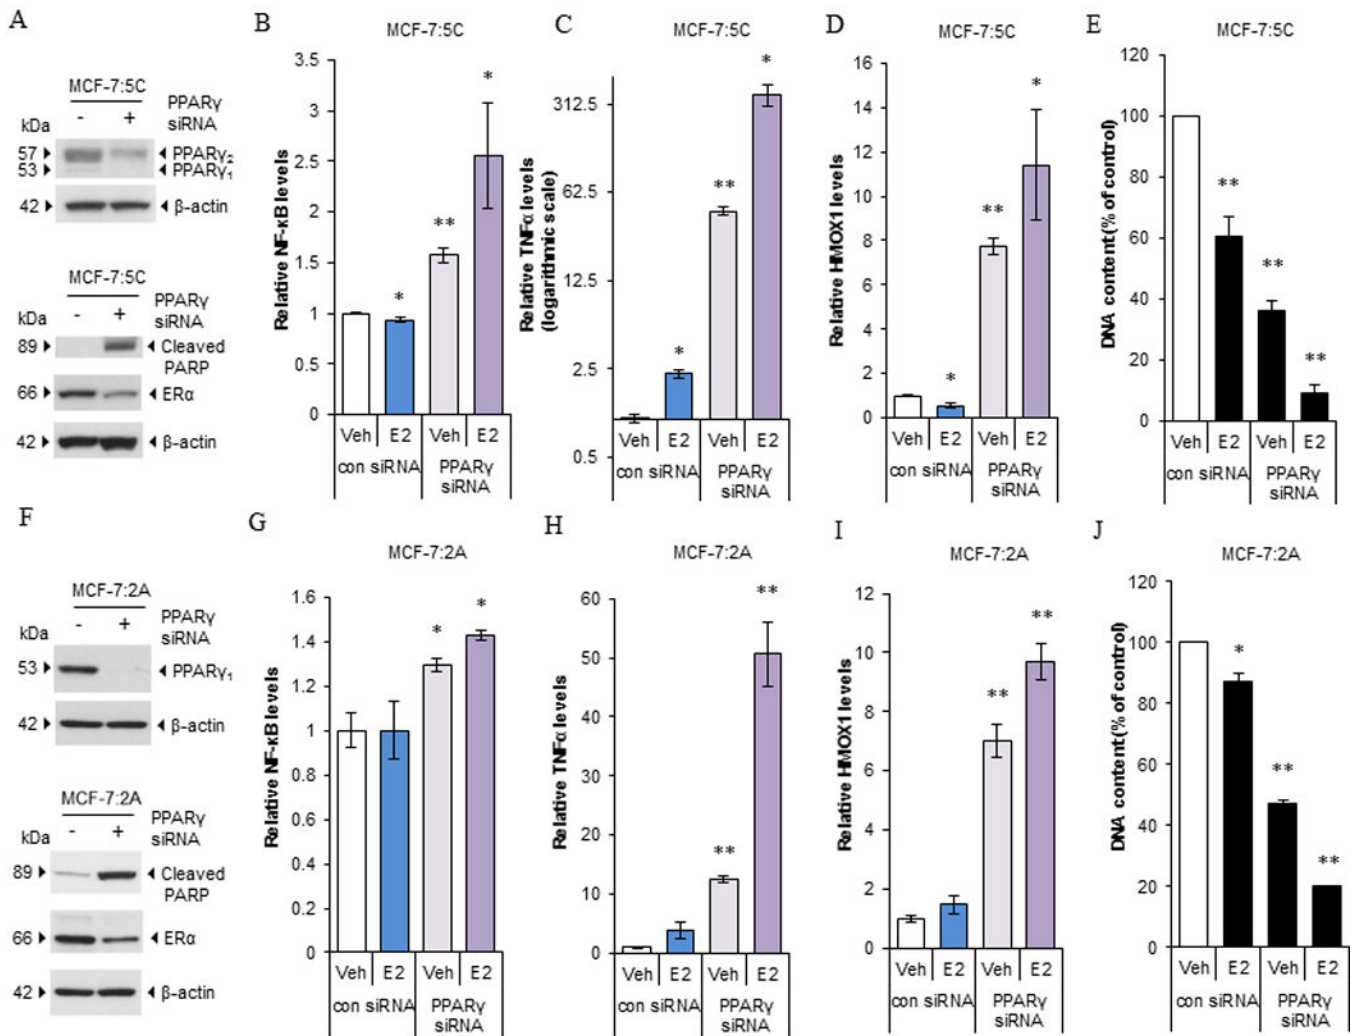 A
MCF-7:5C
PPARγ
siRNA
- +
kDa
57 PPARγ2
53 PPARγ1
42 β-actin
MCF-7:5C
PPARγ
siRNA
- +
kDa
89 Cleaved
PARP
66 ERα
42 β-actin
B
MCF-7:5C
Relative NF-κB levels
4
3.5
3
2.5
2
1.5
1
0.5
0
*
**
*
Veh E2 Veh E2
con siRNA PPARγ
siRNA
C
MCF-7:5C
Relative TNFα levels
(logarithmic scale)
312.5
62.5
12.5
2.5
0.5
*
**
*
Veh E2 Veh E2
con siRNA PPARγ
siRNA
D
MCF-7:5C
Relative HMOX1 levels
16
14
12
10
8
6
4
2
0
*
**
*
Veh E2 Veh E2
con siRNA PPARγ
siRNA
E
MCF-7:5C
DNA content (% of control)
120
100
80
60
40
20
0
**
**
**
Veh E2 Veh E2
con siRNA PPARγ
siRNA
F
MCF-7:2A
PPARγ
siRNA
- +
kDa
53 PPARγ1
42 β-actin
MCF-7:2A
PPARγ
siRNA
- +
kDa
89 Cleaved
PARP
66 ERα
42 β-actin
G
MCF-7:2A
Relative NF-κB levels
1.6
1.4
1.2
1
0.8
0.6
0.4
0.2
0
*
*
Veh E2 Veh E2
con siRNA PPARγ
siRNA
H
MCF-7:2A
Relative TNFα levels
60
50
40
30
20
10
0
**
**
Veh E2 Veh E2
con siRNA PPARγ
siRNA
I
MCF-7:2A
Relative HMOX1 levels
12
10
8
6
4
2
0
**
**
Veh E2 Veh E2
con siRNA PPARγ
siRNA
J
MCF-7:2A
DNA content (% of control)
120
100
80
60
40
20
0
*
**
**
Veh E2 Veh E2
con siRNA PPARγ
siRNA